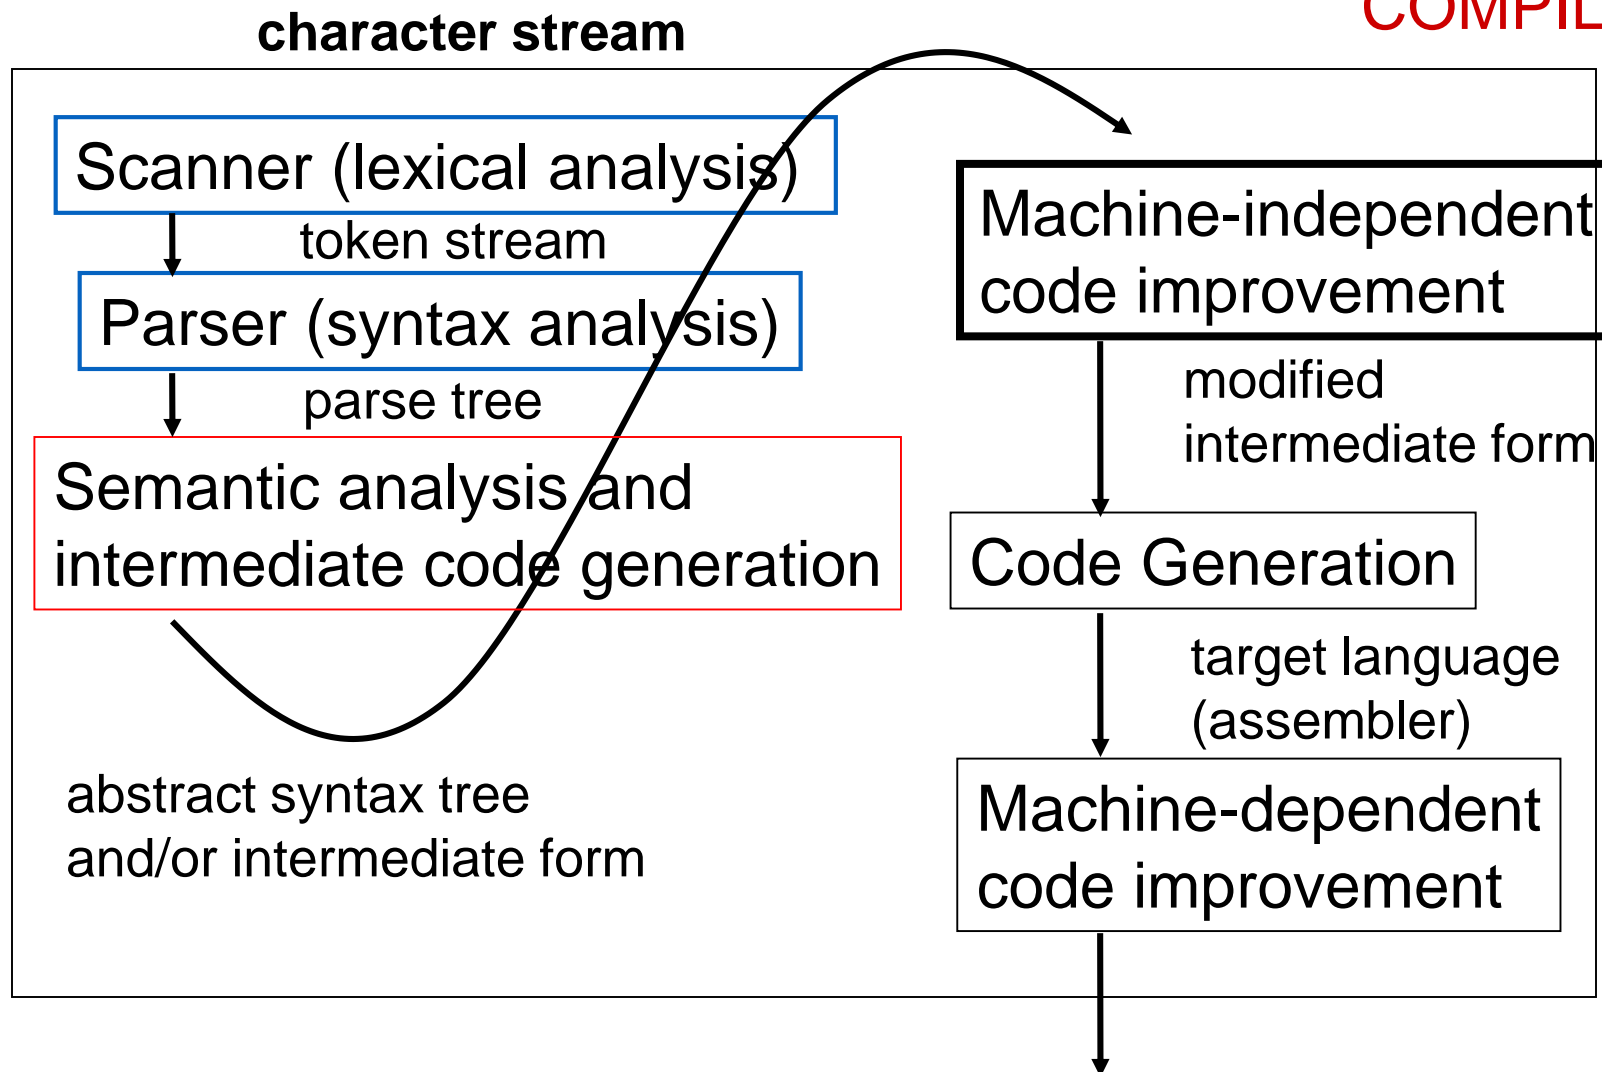 character stream
COMPIL
Scanner (lexical analysis)
token stream
Parser (syntax analysis)
parse tree
Semantic analysis and
intermediate code generation
abstract syntax tree
and/or intermediate form
Machine-independent
code improvement
modified
intermediate form
Code Generation
target language
(assembler)
Machine-dependent
code improvement